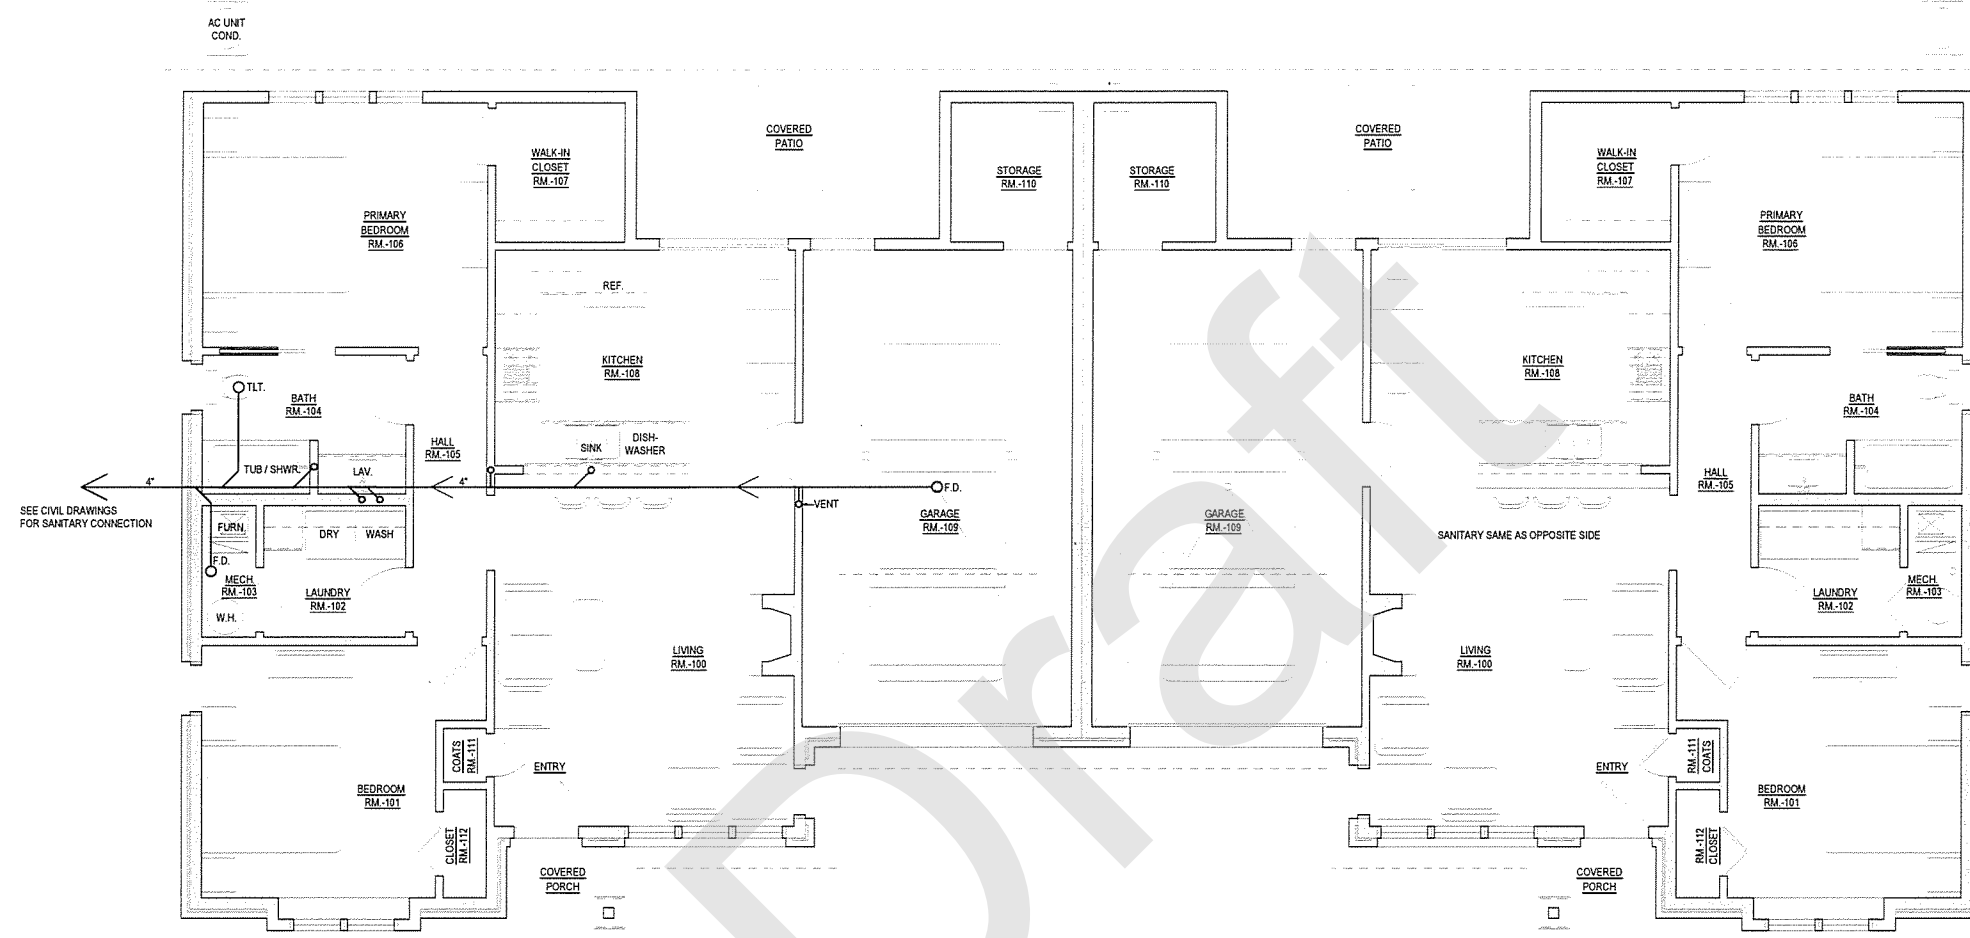 AC UNIT
COND.
COVERED
PATIO
COVERED
PATIO
WALK-IN
CLOSET
RM.-107
STORAGE
RM.-110
STORAGE
RM.-110
WALK-IN
CLOSET
RM.-107
PRIMARY
BEDROOM
RM.-106
PRIMARY
BEDROOM
RM.-106
REF.
KITCHEN
RM.-108
KITCHEN
RM.-108
TLT.
BATH
RM.-104
BATH
RM.-104
HALL
RM.-105
SINK
DISH-
WASHER
TUB / SHWR.
LAV.
HALL
RM.-105
4"
4"
F.D.
VENT
SEE CIVIL DRAWINGS
FOR SANITARY CONNECTION
GARAGE
RM.-109
GARAGE
RM.-109
SANITARY SAME AS OPPOSITE SIDE
FURN.
DRY
WASH
F.D.
MECH.
RM.-103
LAUNDRY
RM.-102
W.H.
LAUNDRY
RM.-102
MECH.
RM.-103
LIVING
RM.-100
LIVING
RM.-100
COATS
RM.-111
ENTRY
ENTRY
RM.-111
COATS
BEDROOM
RM.-101
BEDROOM
RM.-101
CLOSET
RM.-112
RM.-112
CLOSET
COVERED
PORCH
COVERED
PORCH
Draft